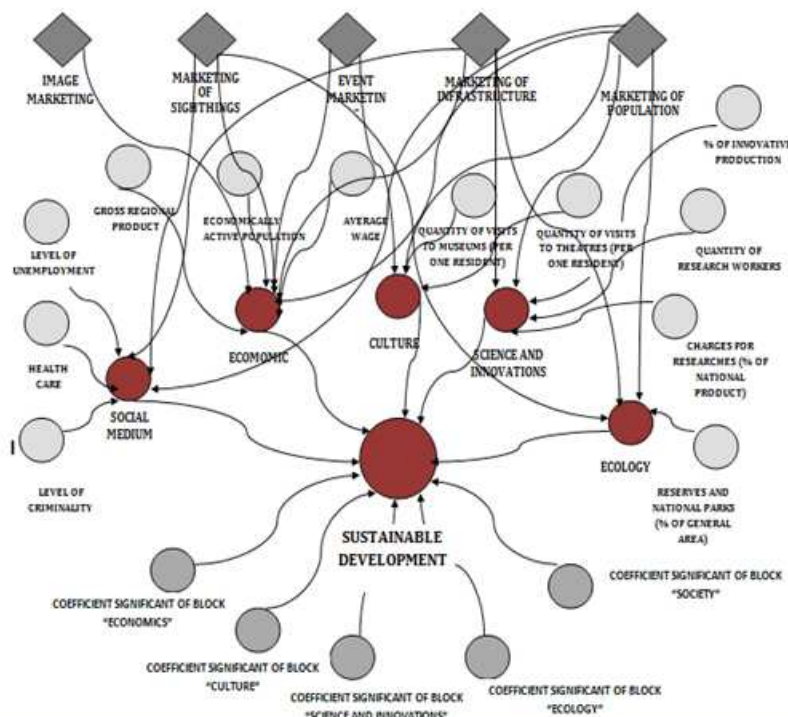 IMAGE
MARKETING
MARKETING
OF
SIGHTHINGS
EVENT
MARKETIN
-
MARKETING OF
INFRASTRUCTURE
MARKETING OF
POPULATION
% OF INNOVATIVE
PRODUCTION
GROSS REGIONAL
PRODUCT
ECONOMICALLY
ACTIVE POPULATION
AVERAGE
WAGE
QUANTITY OF VISITS
TO MUSEUMS (PER
ONE RESIDENT)
QUANTITY OF VISITS
TO THEATRES (PER
ONE RESIDENT)
QUANTITY OF
RESEARCH WORKERS
LEVEL OF
UNEMPLOYMENT
HEALTH
CARE
ECOMOMIC
CULTURE
SCIENCE AND
INNOVATIONS
CHARGES FOR
RESEARCHES (% OF
NATIONAL
PRODUCT)
SOCIAL
MEDIUM
ECOLOGY
I
LEVEL OF
CRIMINALITY
RESERVES AND
NATIONAL PARKS
(% OF GENERAL
AREA)
SUSTAINABLE
DEVELOPMENT
COEFFICIENT SIGNIFICANT OF BLOCK
"ECONOMICS"
COEFFICIENT SIGNIFICANT OF BLOCK
"SOCIETY"
COEFFICIENT SIGNIFICANT OF BLOCK
"CULTURE"
COEFFICIENT SIGNIFICANT OF BLOCK
"SCIENCE AND INNOVATIONS"
COEFFICIENT SIGNIFICANT OF BLOCK
"ECOLOGY"